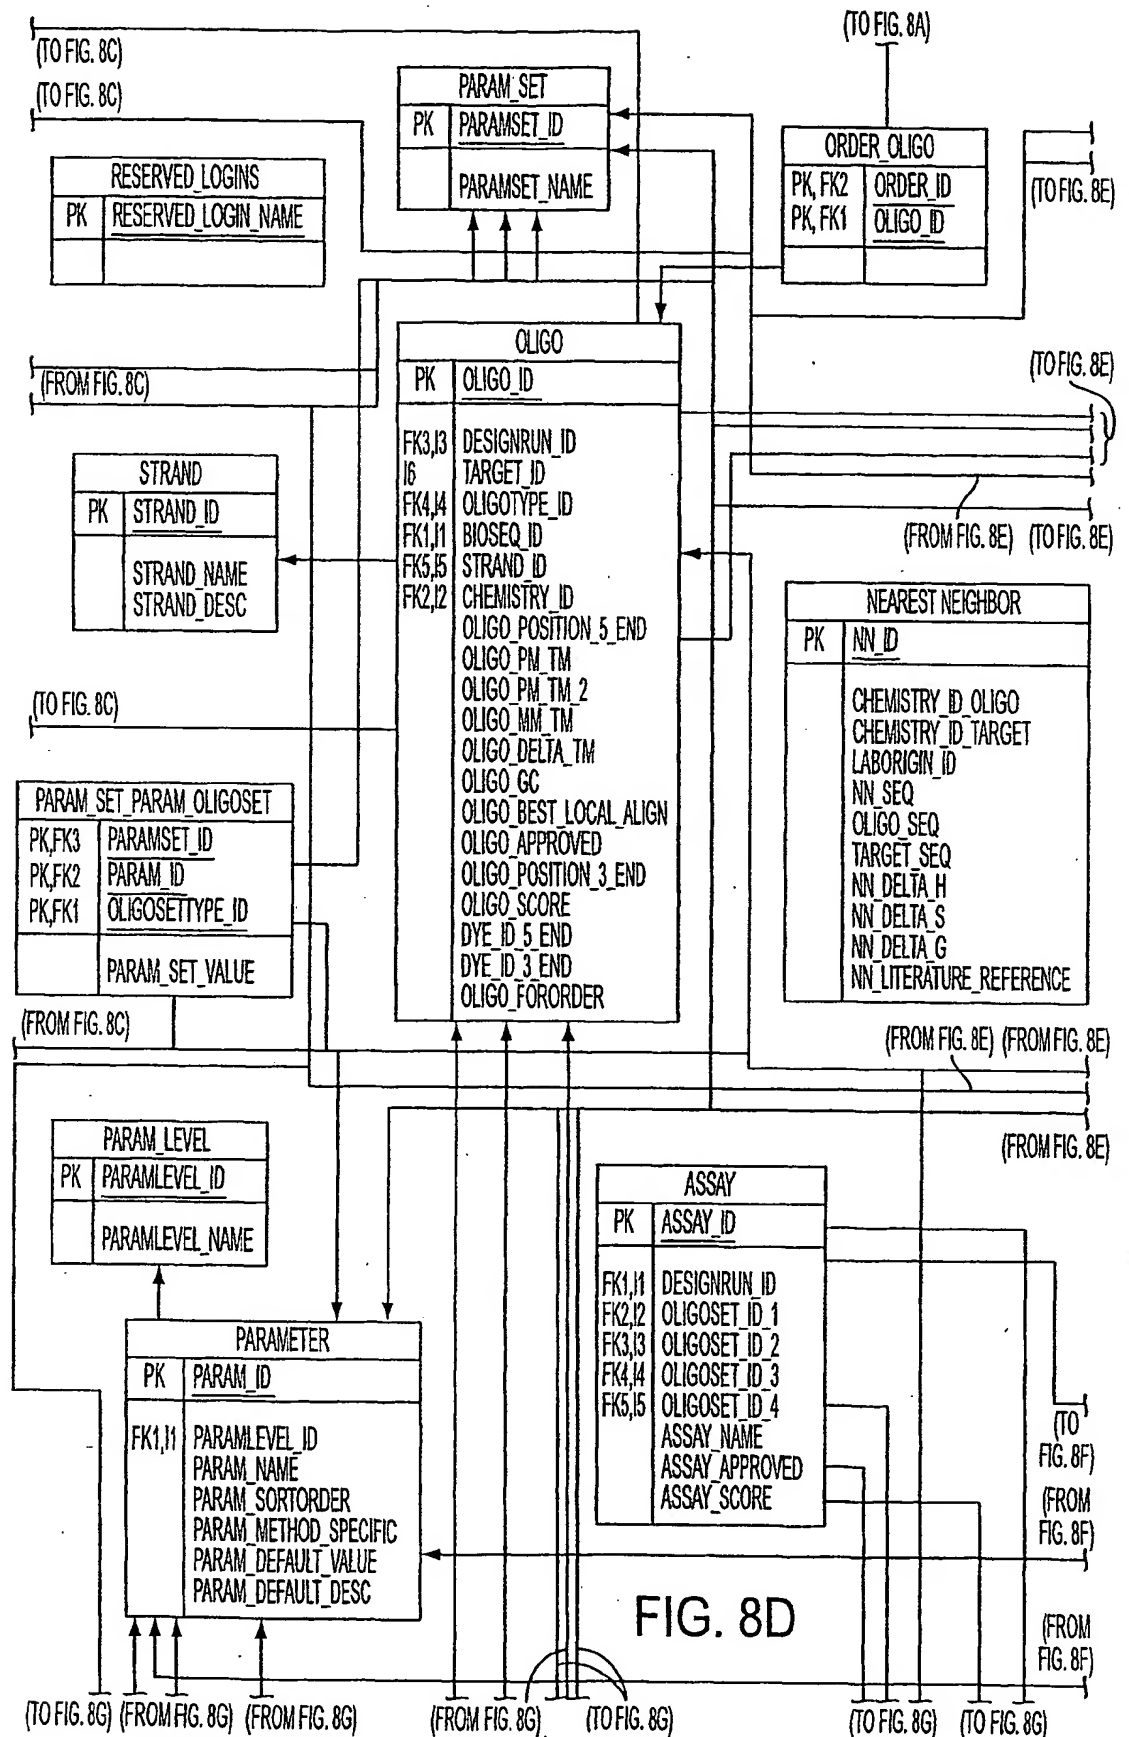 (TO FIG. 8C)
(TO FIG. 8A)
(TO FIG. 8C)
PARAM_SET
PK PARAMSET_ID
PARAMSET_NAME
ORDER_OLIGO
PK, FK2 ORDER_ID
PK, FK1 OLIGO_ID
(TO FIG. 8E)
RESERVED_LOGINS
PK RESERVED_LOGIN_NAME
(FROM FIG. 8C)
OLIGO
PK OLIGO_ID
FK3,I3 DESIGNRUN_ID
I6 TARGET_ID
FK4,I4 OLIGOTYPE_ID
FK1,I1 BIOSEQ_ID
FK5,I5 STRAND_ID
FK2,I2 CHEMISTRY_ID
OLIGO_POSITION_5_END
OLIGO_PM_TM
OLIGO_PM_TM_2
OLIGO_MM_TM
OLIGO_DELTA_TM
OLIGO_GC
OLIGO_BEST_LOCAL_ALIGN
OLIGO_APPROVED
OLIGO_POSITION_3_END
OLIGO_SCORE
DYE_ID_5_END
DYE_ID_3_END
OLIGO_FORORDER
(TO FIG. 8E)
(FROM FIG. 8E) (TO FIG. 8E)
STRAND
PK STRAND_ID
STRAND_NAME
STRAND_DESC
NEAREST NEIGHBOR
PK NN_ID
CHEMISTRY_ID_OLIGO
CHEMISTRY_ID_TARGET
LABORIGIN_ID
NN_SEQ
OLIGO_SEQ
TARGET_SEQ
NN_DELTA_H
NN_DELTA_S
NN_DELTA_G
NN_LITERATURE_REFERENCE
(TO FIG. 8C)
PARAM_SET_PARAM_OLIGOSET
PK,FK3 PARAMSET_ID
PK,FK2 PARAM_ID
PK,FK1 OLIGOSETTYPE_ID
PARAM_SET_VALUE
(FROM FIG. 8C)
(FROM FIG. 8E) (FROM FIG. 8E)
(FROM FIG. 8E)
PARAM_LEVEL
PK PARAMLEVEL_ID
PARAMLEVEL_NAME
ASSAY
PK ASSAY_ID
FK1,I1 DESIGNRUN_ID
FK2,I2 OLIGOSET_ID_1
FK3,I3 OLIGOSET_ID_2
FK4,I4 OLIGOSET_ID_3
FK5,I5 OLIGOSET_ID_4
ASSAY_NAME
ASSAY_APPROVED
ASSAY_SCORE
PARAMETER
PK PARAM_ID
FK1,I1 PARAMLEVEL_ID
PARAM_NAME
PARAM_SORTORDER
PARAM_METHOD_SPECIFIC
PARAM_DEFAULT_VALUE
PARAM_DEFAULT_DESC
(TO
FIG. 8F)
(FROM
FIG. 8F)
FIG. 8D
(FROM
FIG. 8F)
(TO FIG. 8G) (FROM FIG. 8G) (FROM FIG. 8G) (FROM FIG. 8G) (TO FIG. 8G) (TO FIG. 8G) (TO FIG. 8G)